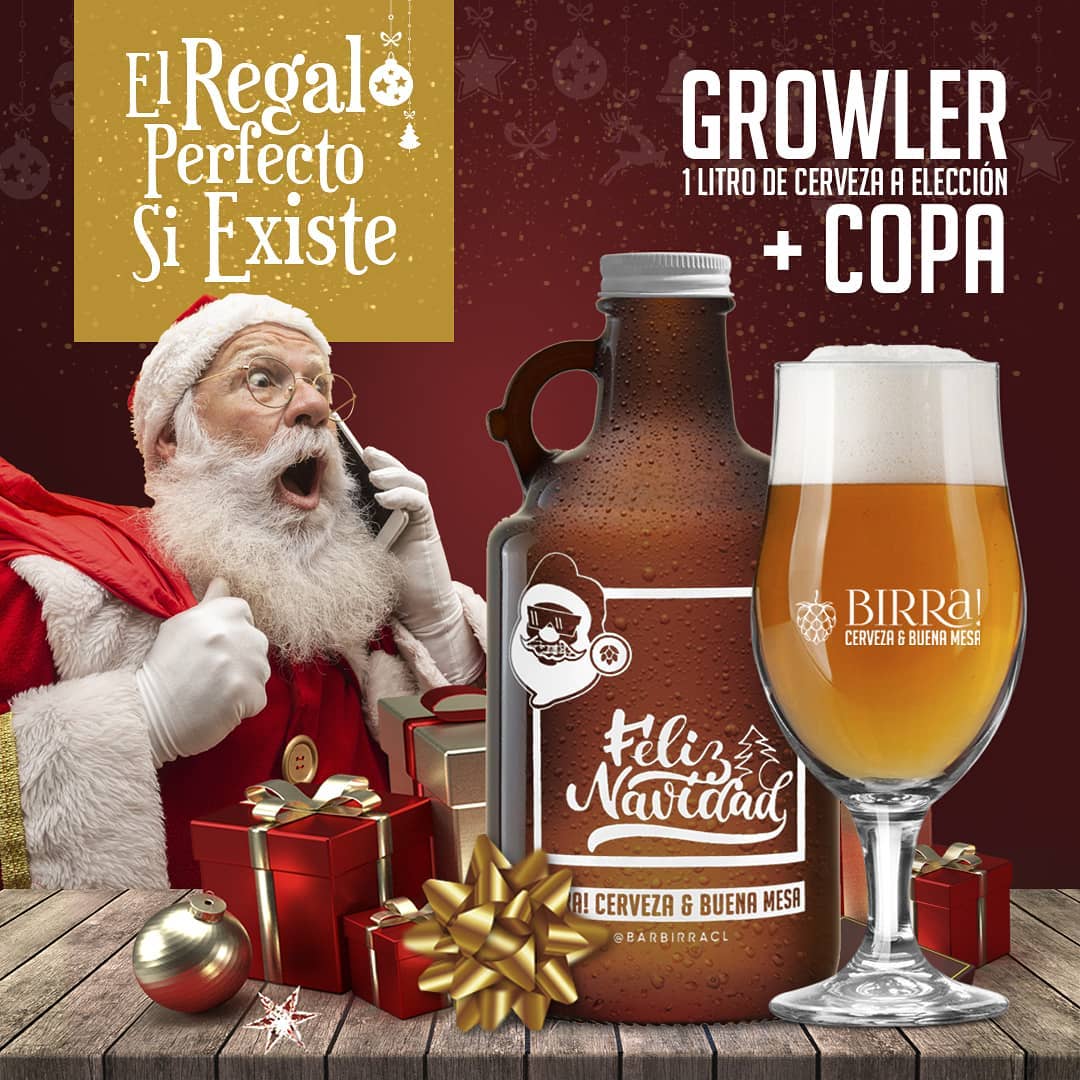 El Regalo
Perfecto
Si Existe
GROWLER
1 LITRO DE CERVEZA A ELECCIÓN
+ COPA
BIRRa!
CERVEZA & BUENA MESA
Feliz
Navidad
A! CERVEZA & BUENA MESA
@BARBIRRACL